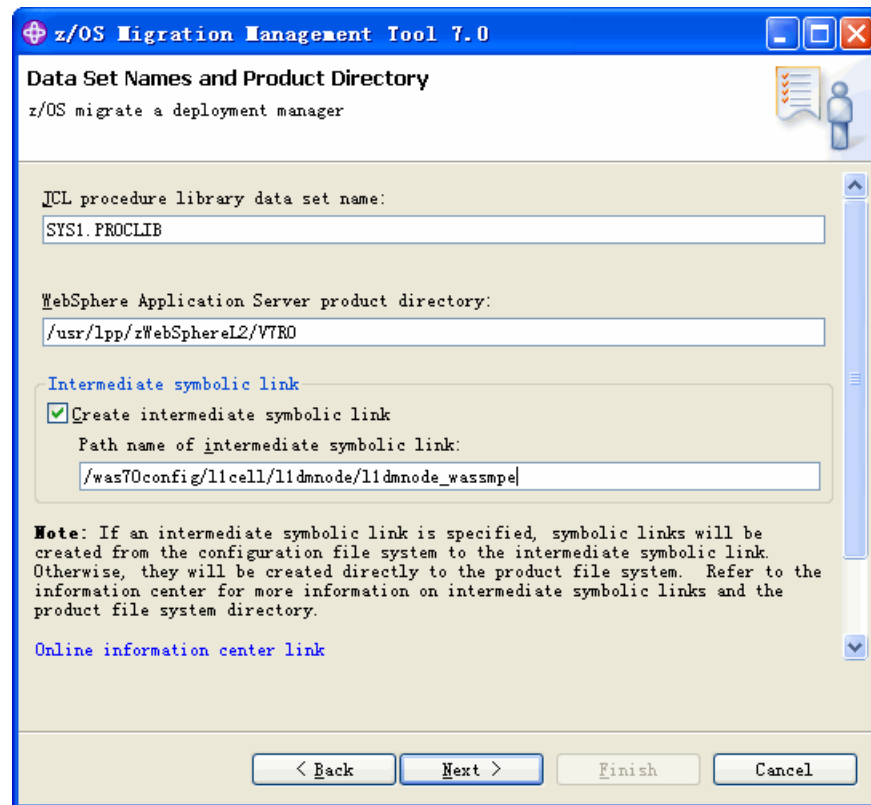 z/OS Migration Management Tool 7.0
Data Set Names and Product Directory
z/OS migrate a deployment manager
JCL procedure library data set name:
SYS1.PROCLIB
WebSphere Application Server product directory:
/usr/lpp/zWebSphereL2/V7R0
Intermediate symbolic link
Create intermediate symbolic link
Path name of intermediate symbolic link:
/was70config/l1cell/l1dmnode/l1dmnode_wassmpe
Note: If an intermediate symbolic link is specified, symbolic links will be
created from the configuration file system to the intermediate symbolic link.
Otherwise, they will be created directly to the product file system. Refer to the
information center for more information on intermediate symbolic links and the
product file system directory.
Online information center link
< Back
Next >
Finish
Cancel